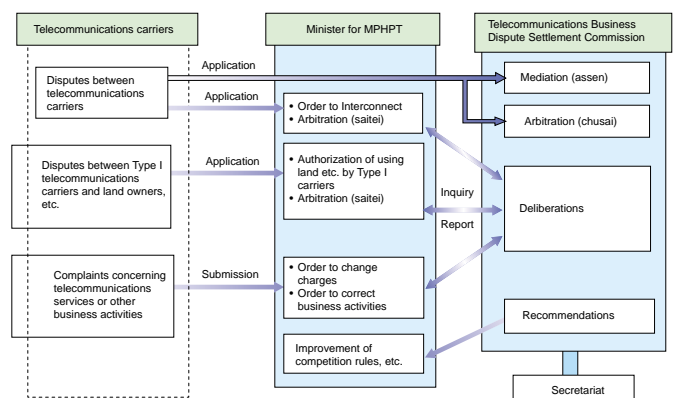 Telecommunications carriers
Minister for MPHPT
Telecommunications Business
Dispute Settlement Commission
Disputes between
telecommunications
carriers
Application
Application
• Order to Interconnect
• Arbitration (saitei)
Mediation (assen)
Arbitration (chusai)
Disputes between Type I
telecommunications
carriers and land owners,
etc.
Application
• Authorization of using
land etc. by Type I
carriers
• Arbitration (saitei)
Inquiry
Report
Deliberations
Complaints concerning
telecommunications
services or other
business activities
Submission
• Order to change
charges
• Order to correct
business activities
Improvement of
competition rules, etc.
Recommendations
Secretariat